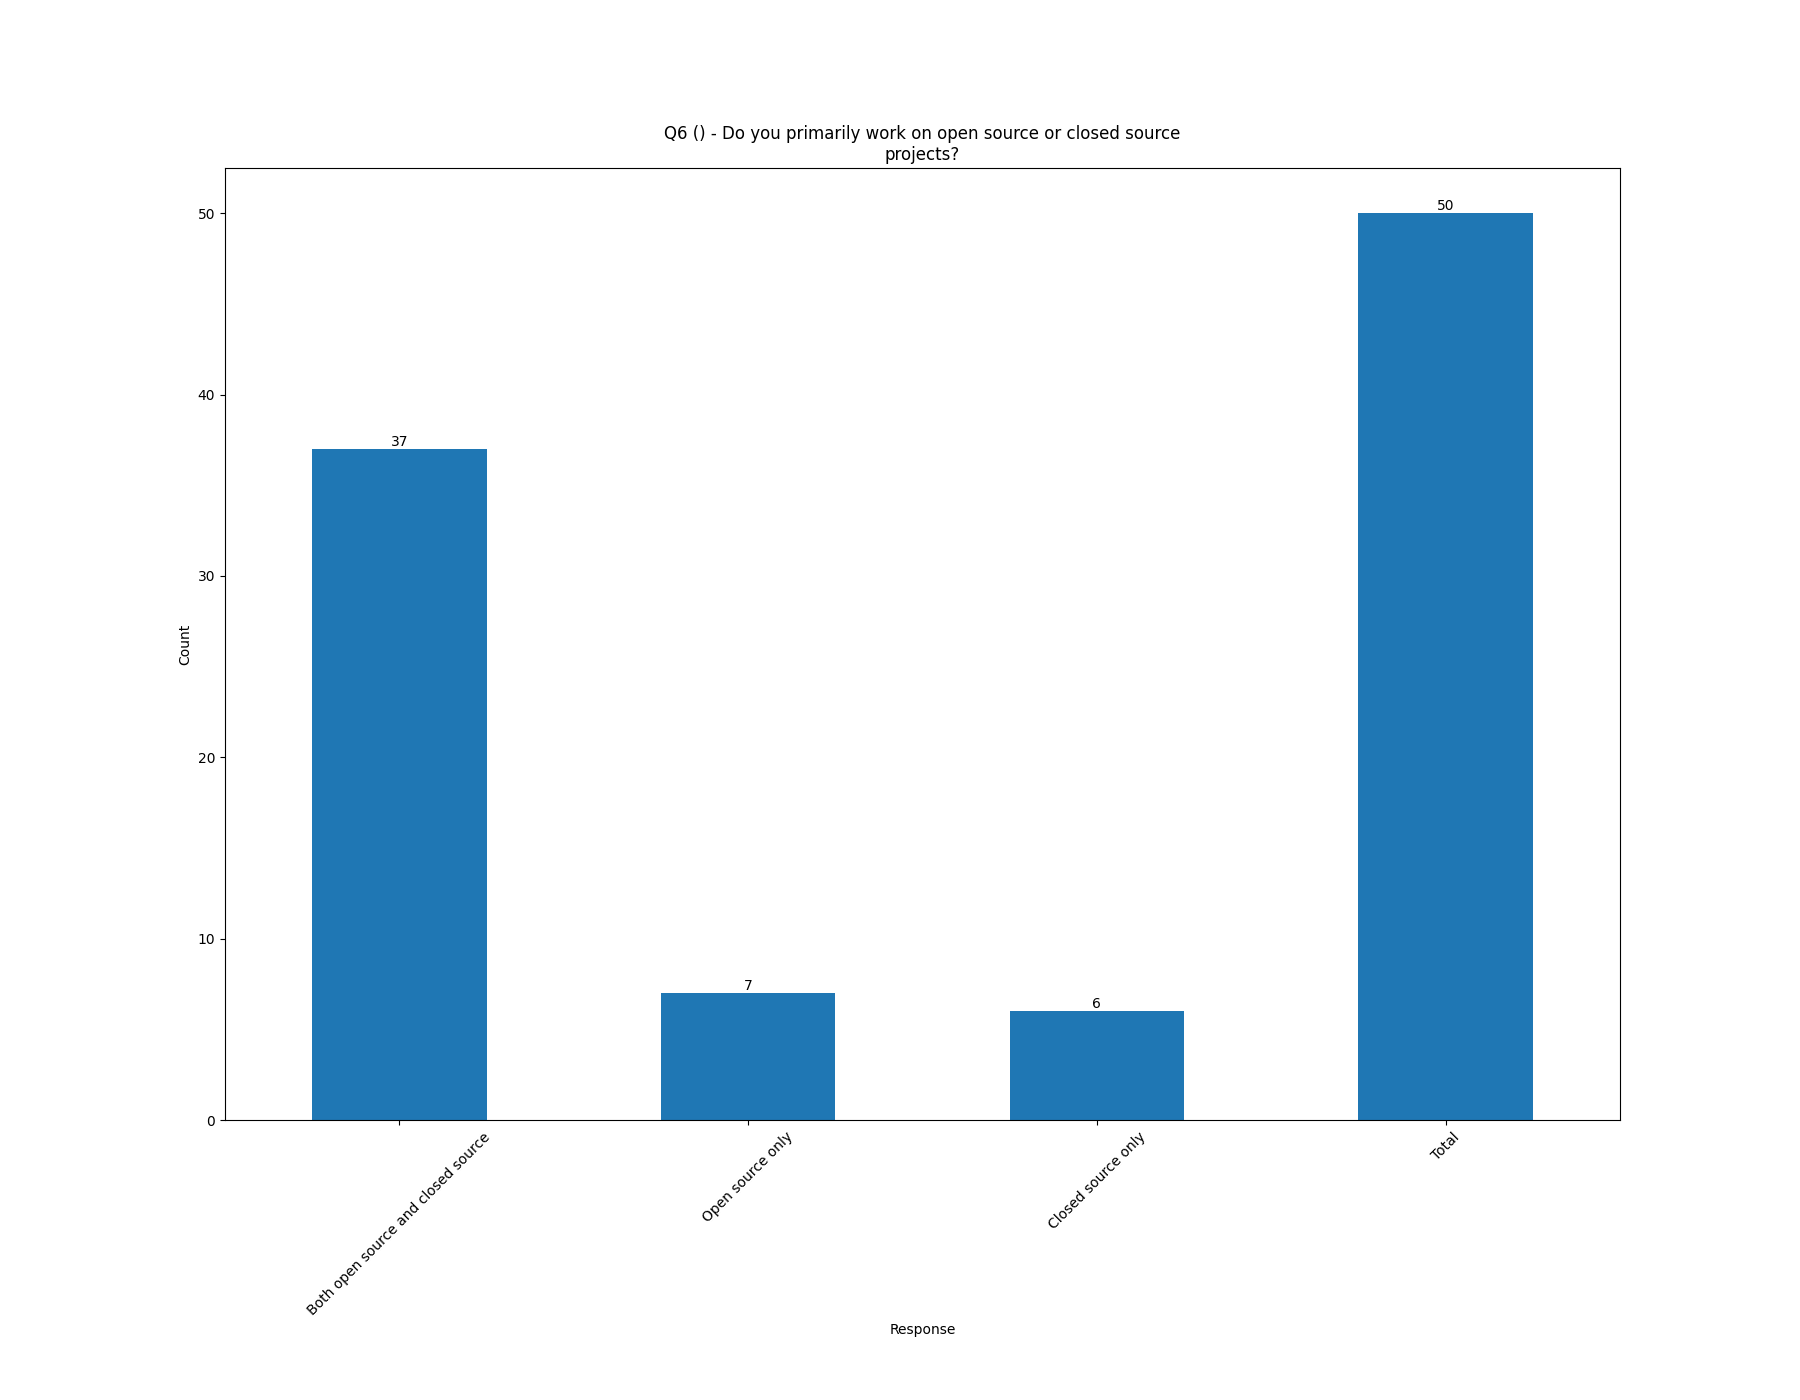 Q6 () - Do you primarily work on open source or closed source
projects?
50
40
30
20
10
0
Count
37
7
6
50
Both open source and closed source
Open source only
Closed source only
Total
Response